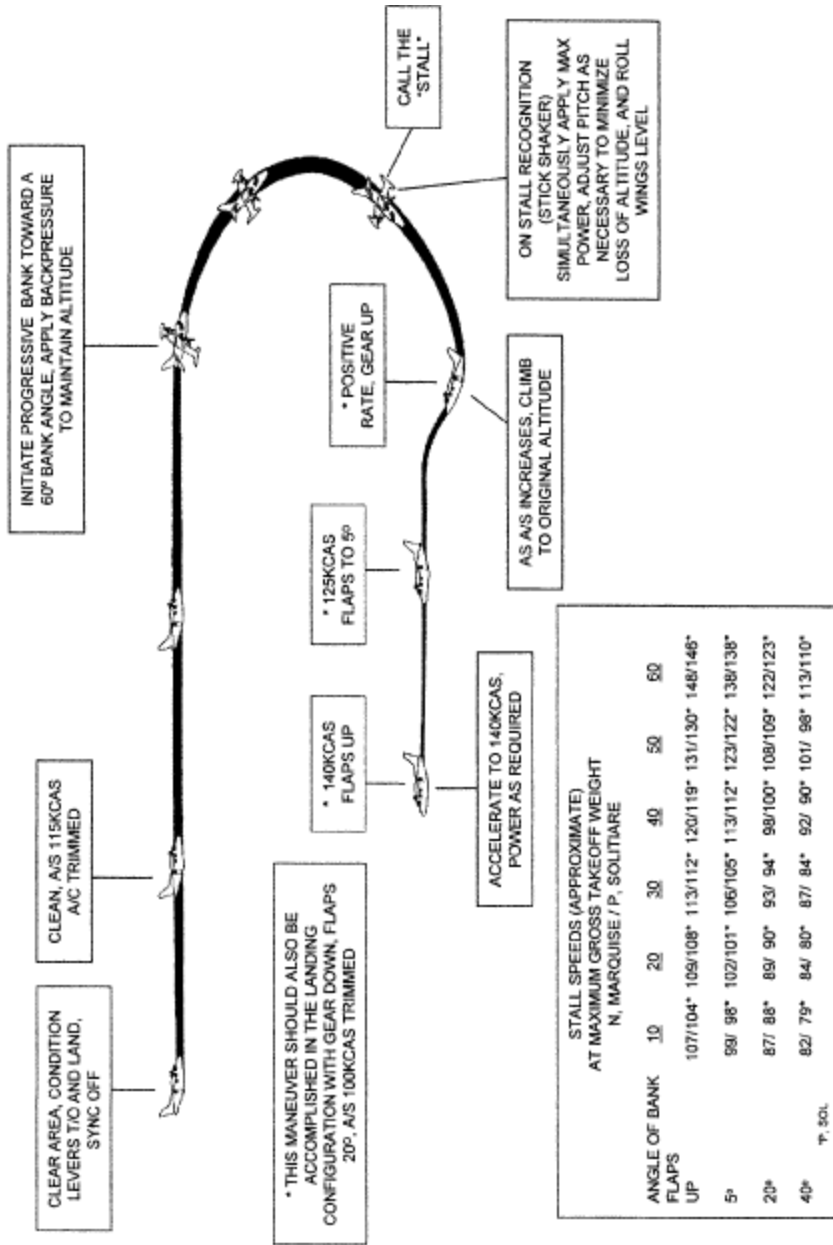 CLEAR AREA, CONDITION
LEVERS T/O AND LAND,
SYNC OFF
CLEAN, A/S 115KCAS
A/C TRIMMED
INITIATE PROGRESSIVE BANK TOWARD A
60º BANK ANGLE, APPLY BACKPRESSURE
TO MAINTAIN ALTITUDE
CALL THE
"STALL"
ON STALL RECOGNITION
(STICK SHAKER)
SIMULTANEOUSLY APPLY MAX
POWER, ADJUST PITCH AS
NECESSARY TO MINIMIZE
LOSS OF ALTITUDE, AND ROLL
WINGS LEVEL
* POSITIVE
RATE, GEAR UP
AS A/S INCREASES, CLIMB
TO ORIGINAL ALTITUDE
* 125KCAS
FLAPS TO 5º
* 140KCAS
FLAPS UP
ACCELERATE TO 140KCAS,
POWER AS REQUIRED
* THIS MANEUVER SHOULD ALSO BE
ACCOMPLISHED IN THE LANDING
CONFIGURATION WITH GEAR DOWN, FLAPS
20º, A/S 100KCAS TRIMMED
STALL SPEEDS (APPROXIMATE)
AT MAXIMUM GROSS TAKEOFF WEIGHT
N, MARQUISE / P, SOLITIARE
ANGLE OF BANK 10 20 30 40 50 60
FLAPS
UP 107/104* 109/108* 113/112* 120/119* 131/130* 148/146*
5º 99/ 98* 102/101* 106/105* 113/112* 123/122* 138/138*
20º 87/ 88* 89/ 90* 93/ 94* 98/100* 108/109* 122/123*
40º 82/ 79* 84/ 80* 87/ 84* 92/ 90* 101/ 98* 113/110*
*P, SOL